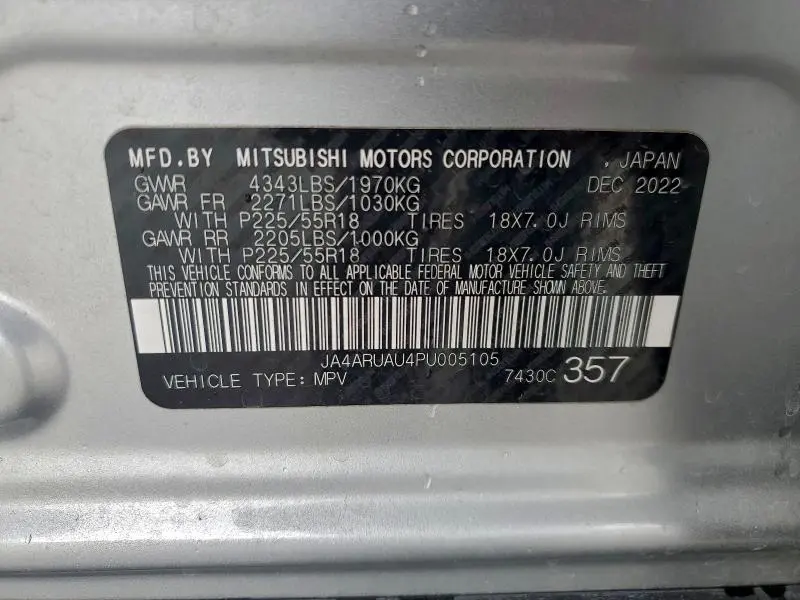 MFD.BY MITSUBISHI MOTORS CORPORATION , JAPAN
GVWR 4343LBS/1970KG DEC 2022
GAWR FR 2271LBS/1030KG
WITH P225/55R18 TIRES 18X7.0J RIMS
GAWR RR 2205LBS/1000KG
WITH P225/55R18 TIRES 18X7.0J RIMS
THIS VEHICLE CONFORMS TO ALL APPLICABLE FEDERAL MOTOR VEHICLE SAFETY AND THEFT
PREVENTION STANDARDS IN EFFECT ON THE DATE OF MANUFACTURE SHOWN ABOVE.
JA4ARUAU4PU005105
VEHICLE TYPE: MPV 7430C 357